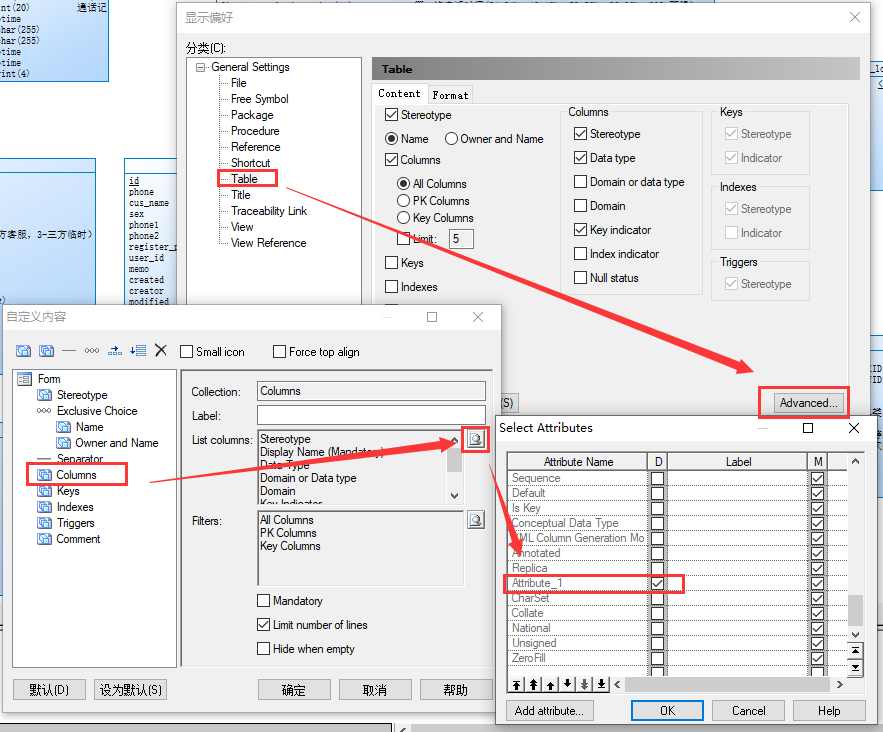 nt(20)
通话记
etime
har(255)
har(255)
etime
etime
int(4)
id
phone
cus_name
sex
phone1
phone2
register_p
user_id
memo
created
creator
modified
方客服，3-三方临时）
显示偏好
分类(C):
General Settings
File
Free Symbol
Package
Procedure
Reference
Shortcut
Table
Title
Traceability Link
View
View Reference
Table
Content
Format
Stereotype
Name
Owner and Name
Columns
All Columns
PK Columns
Key Columns
Limit:
5
Keys
Indexes
Columns
Stereotype
Data type
Domain or data type
Domain
Key indicator
Index indicator
Null status
Keys
Stereotype
Indicator
Indexes
Stereotype
Indicator
Triggers
Stereotype
Advanced...
(S)
自定义内容
Small icon
Force top align
Form
Stereotype
Exclusive Choice
Name
Owner and Name
Separator
Columns
Keys
Indexes
Triggers
Comment
Collection:
Columns
Label:
List columns:
Stereotype
Display Name (Mandatory)
Data Type
Domain or Data type
Domain
Key Indicator
Filters:
All Columns
PK Columns
Key Columns
Mandatory
Limit number of lines
Hide when empty
默认(D)
设为默认(S)
确定
取消
帮助
Select Attributes
Attribute Name
D
Label
M
Sequence
Default
Is Key
Conceptual Data Type
XML Column Generation Mo
Annotated
Replica
Attribute_1
CharSet
Collate
National
Unsigned
ZeroFill
Add attribute...
OK
Cancel
Help